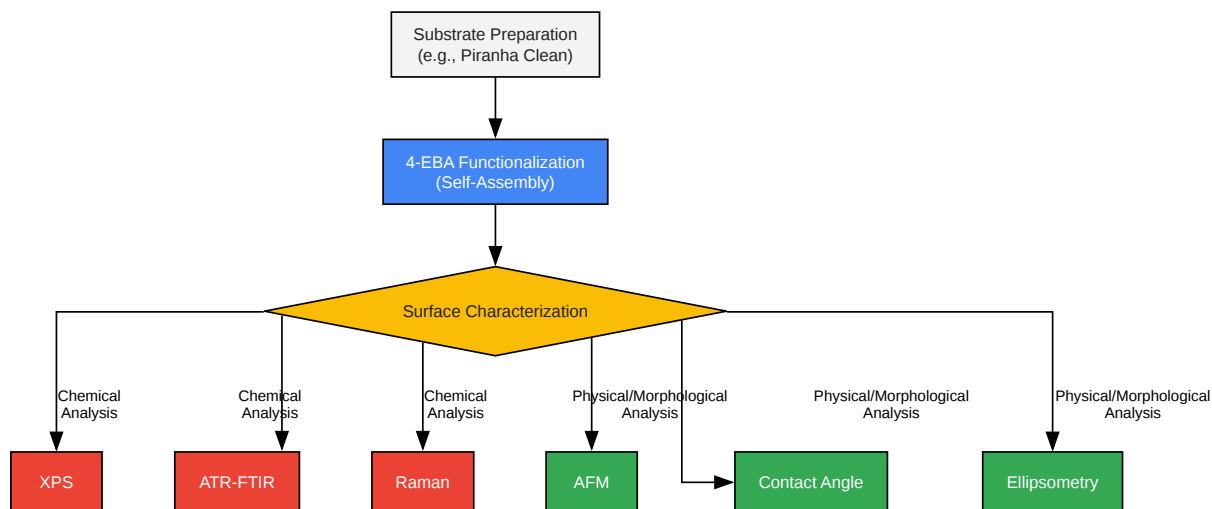 Substrate Preparation
(e.g., Piranha Clean)
4-EBA Functionalization
(Self-Assembly)
Surface Characterization
Chemical
Analysis
Chemical
Analysis
Chemical
Analysis
Physical/Morphological
Analysis
Physical/Morphological
Analysis
Physical/Morphological
Analysis
XPS
ATR-FTIR
Raman
AFM
Contact Angle
Ellipsometry